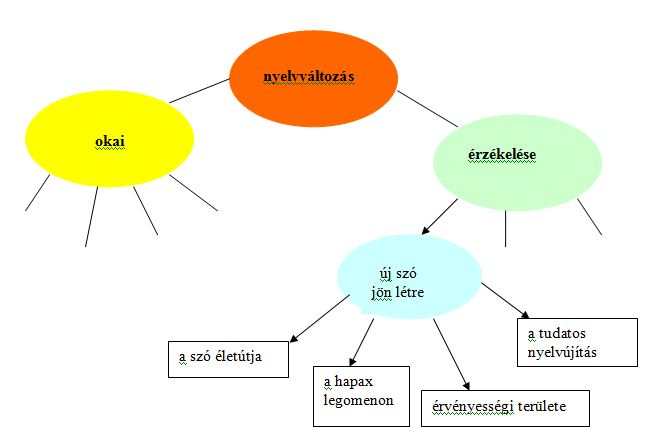 nyelvváltozás
okai
érzékelése
új szó
jön létre
a szó életútja
a hapax
legomenon
érvényességi területe
a tudatos
nyelvújítás